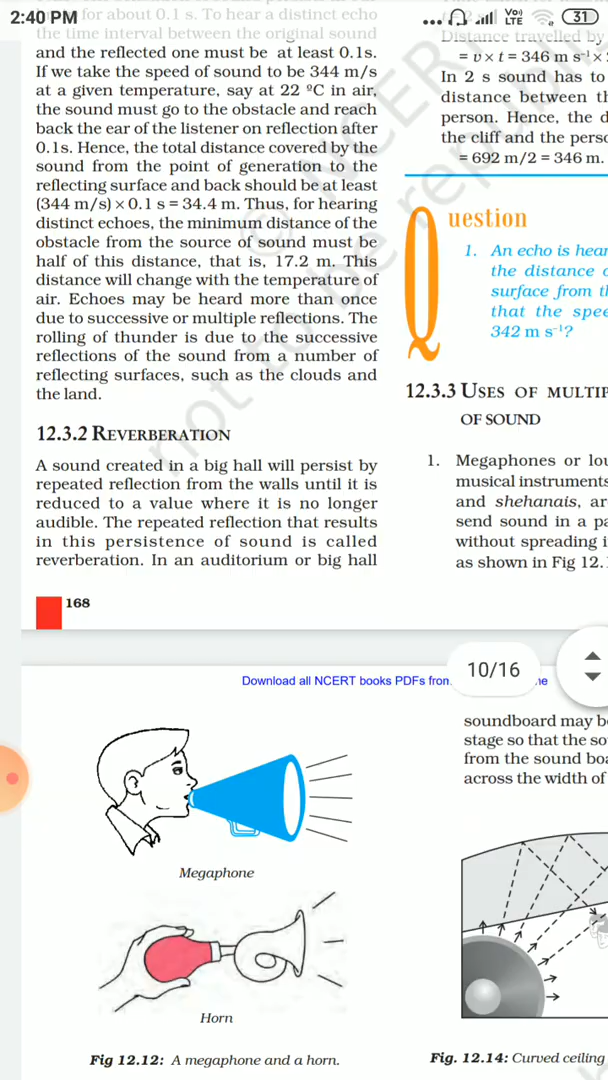 2:40 PM
Vo)
LTE
31
for about 0.1 s. To hear a distinct echo
the time interval between the original sound
and the reflected one must be at least 0.1s.
If we take the speed of sound to be 344 m/s
at a given temperature, say at 22 ºC in air,
the sound must go to the obstacle and reach
back the ear of the listener on reflection after
0.1s. Hence, the total distance covered by the
sound from the point of generation to the
reflecting surface and back should be at least
(344 m/s) × 0.1 s = 34.4 m. Thus, for hearing
distinct echoes, the minimum distance of the
obstacle from the source of sound must be
half of this distance, that is, 17.2 m. This
distance will change with the temperature of
air. Echoes may be heard more than once
due to successive or multiple reflections. The
rolling of thunder is due to the successive
reflections of the sound from a number of
reflecting surfaces, such as the clouds and
the land.
12.3.2 REVERBERATION
A sound created in a big hall will persist by
repeated reflection from the walls until it is
reduced to a value where it is no longer
audible. The repeated reflection that results
in this persistence of sound is called
reverberation. In an auditorium or big hall
168
Distance travelled by
= υ × t = 346 m s⁻¹ ×
In 2 s sound has to
distance between th
person. Hence, the d
the cliff and the perso
= 692 m/2 = 346 m.
Question
1. An echo is hear
the distance o
surface from th
that the spee
342 m s⁻¹?
12.3.3 USES OF MULTIP
OF SOUND
1. Megaphones or lou
musical instruments
and shehanais, ar
send sound in a pa
without spreading i
as shown in Fig 12.1
© NCERT
not to be republ
10/16
Download all NCERT books PDFs from
ne
Megaphone
Horn
Fig 12.12: A megaphone and a horn.
soundboard may be
stage so that the so
from the sound boa
across the width of
Fig. 12.14: Curved ceiling